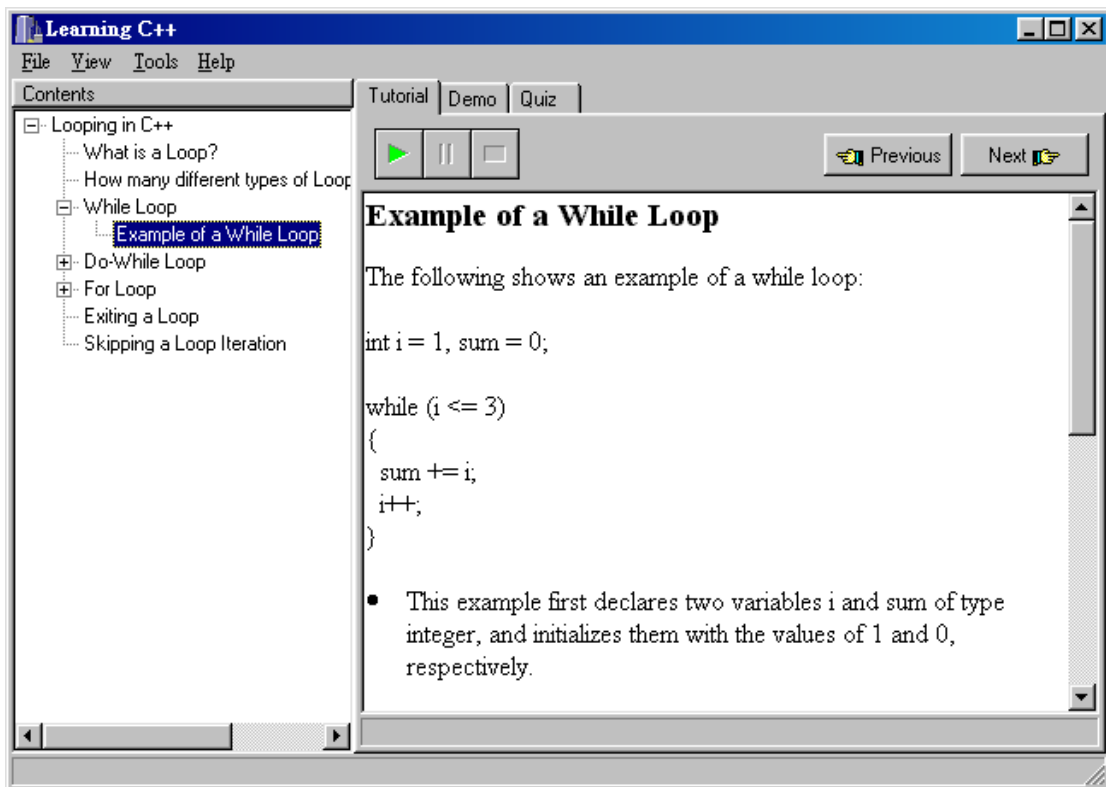 Learning C++
File View Tools Help
Contents
Looping in C++
What is a Loop?
How many different types of Loop
While Loop
Example of a While Loop
Do-While Loop
For Loop
Exiting a Loop
Skipping a Loop Iteration
Tutorial Demo Quiz
Previous Next
Example of a While Loop
The following shows an example of a while loop:
int i = 1, sum = 0;
while (i <= 3)
{
sum += i;
i++;
}
• This example first declares two variables i and sum of type
integer, and initializes them with the values of 1 and 0,
respectively.